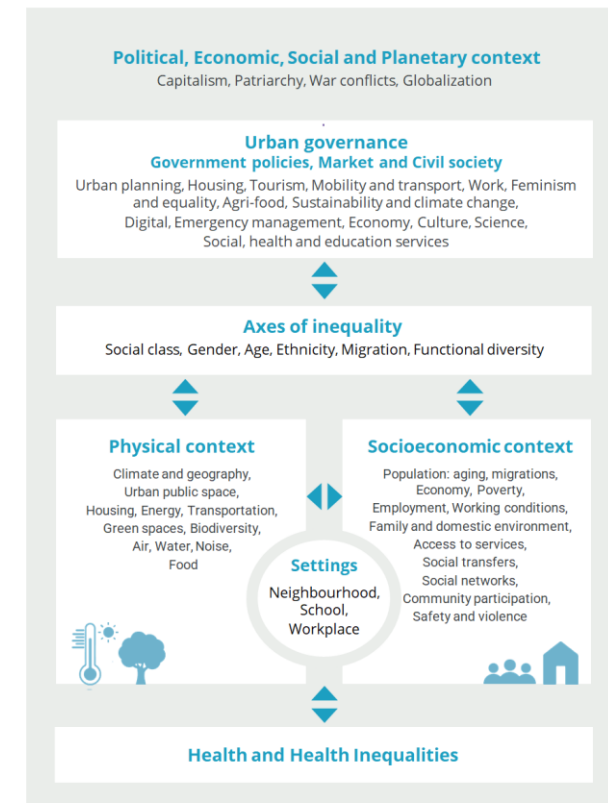 Political, Economic, Social and Planetary context
Capitalism, Patriarchy, War conflicts, Globalization
Urban governance
Government policies, Market and Civil society
Urban planning, Housing, Tourism, Mobility and transport, Work, Feminism
and equality, Agri-food, Sustainability and climate change,
Digital, Emergency management, Economy, Culture, Science,
Social, health and education services
Axes of inequality
Social class, Gender, Age, Ethnicity, Migration, Functional diversity
Physical context
Climate and geography,
Urban public space,
Housing, Energy, Transportation,
Green spaces, Biodiversity,
Air, Water, Noise,
Food
Socioeconomic context
Population: aging, migrations,
Economy, Poverty,
Employment, Working conditions,
Family and domestic environment,
Access to services,
Social transfers,
Social networks,
Community participation,
Safety and violence
Settings
Neighbourhood,
School,
Workplace
Health and Health Inequalities